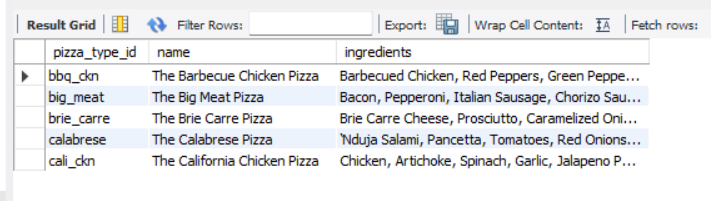 Result Grid Filter Rows: Export: Wrap Cell Content: Fetch rows:
pizza_type_id name ingredients
bbq_ckn The Barbecue Chicken Pizza Barbecued Chicken, Red Peppers, Green Peppe...
big_meat The Big Meat Pizza Bacon, Pepperoni, Italian Sausage, Chorizo Sau...
brie_carre The Brie Carre Pizza Brie Carre Cheese, Prosciutto, Caramelized Oni...
calabrese The Calabrese Pizza 'Nduja Salami, Pancetta, Tomatoes, Red Onions...
cali_ckn The California Chicken Pizza Chicken, Artichoke, Spinach, Garlic, Jalapeno P...